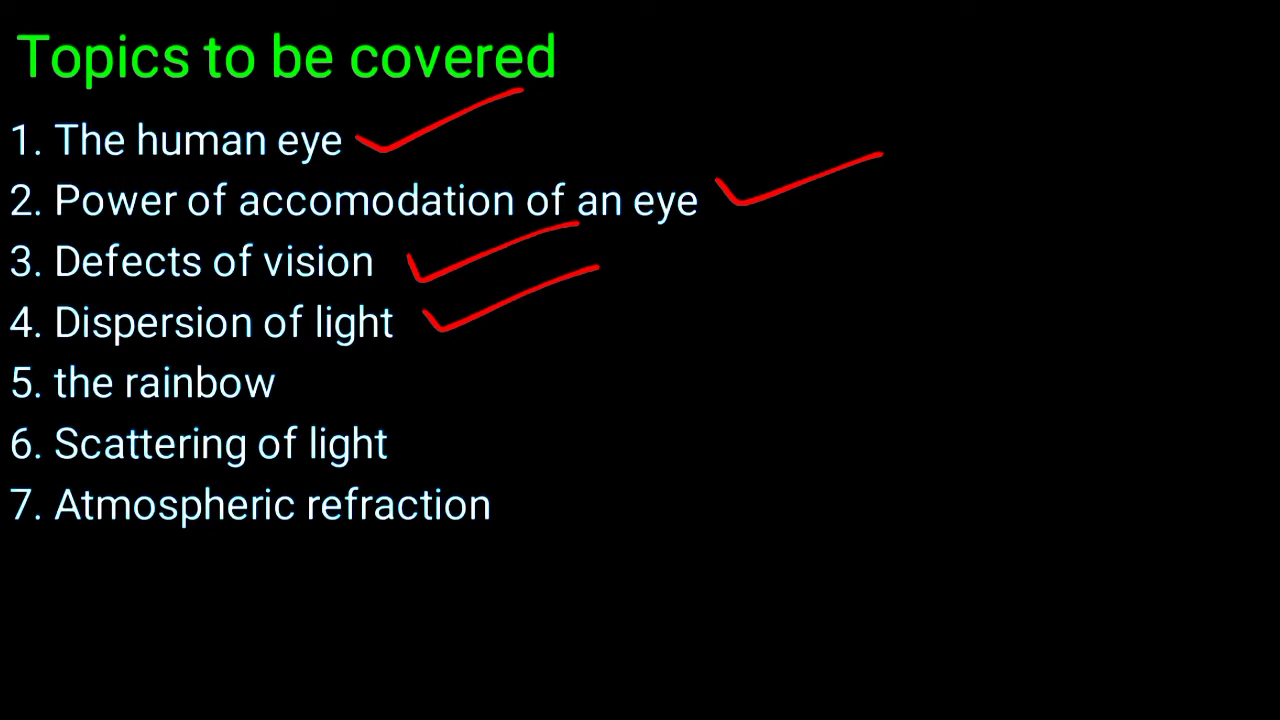 Topics to be covered
1. The human eye
2. Power of accomodation of an eye
3. Defects of vision
4. Dispersion of light
5. the rainbow
6. Scattering of light
7. Atmospheric refraction